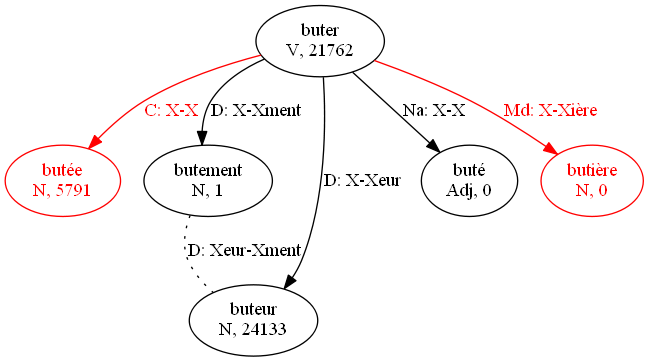 buter
V, 21762
C: X-X
D: X-Xment
Na: X-X
Md: X-Xière
butée
N, 5791
butement
N, 1
D: X-Xeur
buté
Adj, 0
butière
N, 0
D: Xeur-Xment
buteur
N, 24133